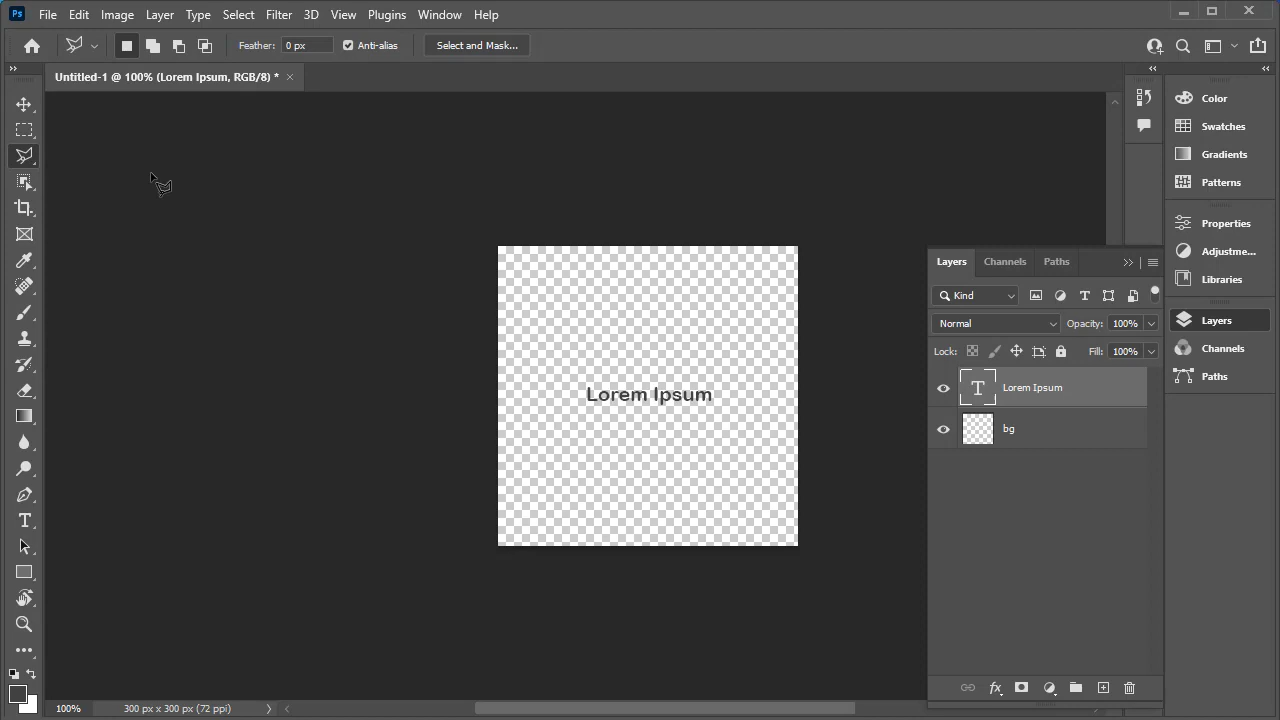 Ps File Edit Image Layer Type Select Filter 3D View Plugins Window Help
Feather: 0 px Anti-alias Select and Mask...
Untitled-1 @ 100% (Lorem Ipsum, RGB/8) *
Color
Swatches
Gradients
Patterns
Properties
Adjustme...
Libraries
Layers
Channels
Paths
Layers Channels Paths
Kind
Normal Opacity: 100%
Lock: Fill: 100%
T Lorem Ipsum
bg
Lorem Ipsum
100% 300 px x 300 px (72 ppi)